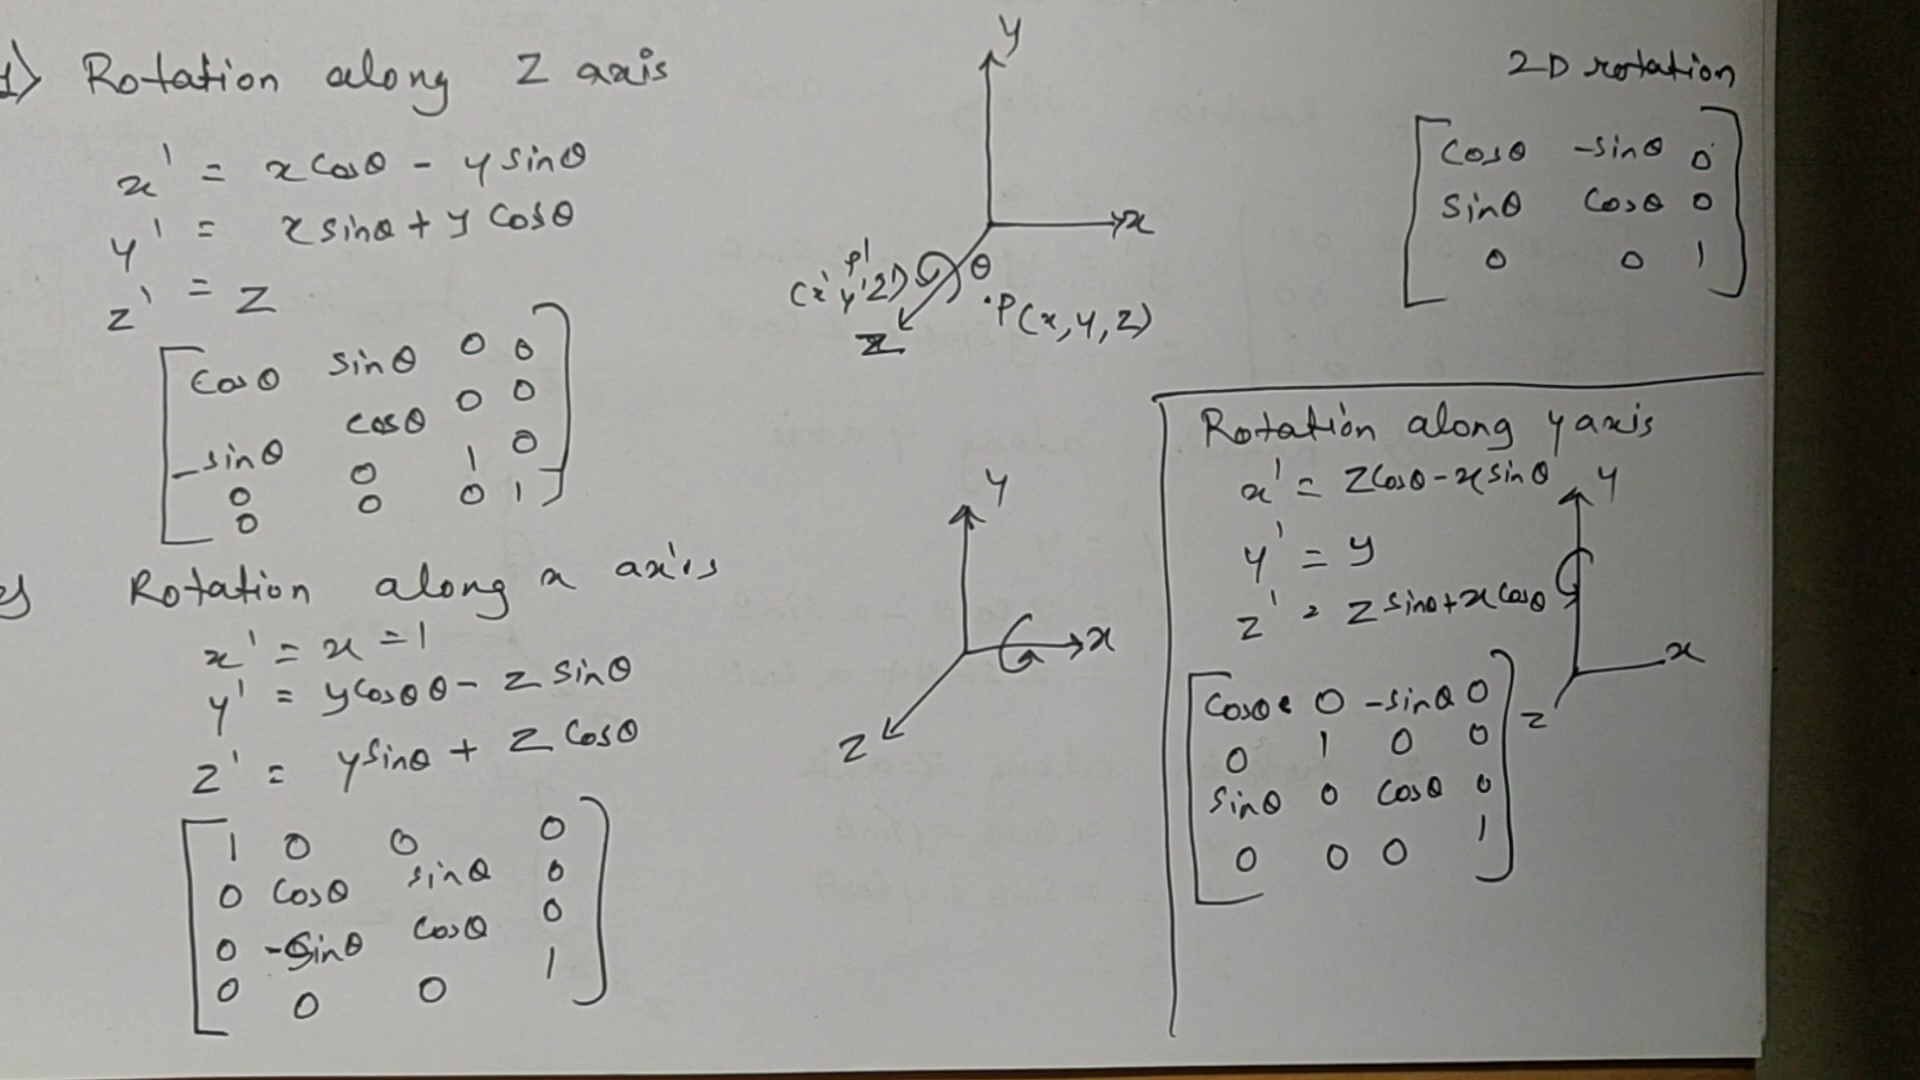 1) Rotation along Z axis
x' = x cosθ - y sinθ
y' = x sinθ + y cosθ
z' = z
cosθ sinθ 0 0
-sinθ cosθ 0 0
0 0 1 0
0 0 0 1
y
x
θ
p'
(x' y' z')
P(x, y, z)
Z
2D rotation
cosθ -sinθ 0
sinθ cosθ 0
0 0 1
Rotation along x axis
x' = x = 1
y' = y cosθ θ - z sinθ
z' = y sinθ + z cosθ
1 0 0 0
0 cosθ sinθ 0
0 -sinθ cosθ 0
0 0 0 1
y
x
z
Rotation along y axis
x' = z cosθ - x sinθ
y' = y
z' = z sinθ + x cosθ
cosθ 0 -sinθ 0
0 1 0 0
sinθ 0 cosθ 0
0 0 0 1
y
x
z